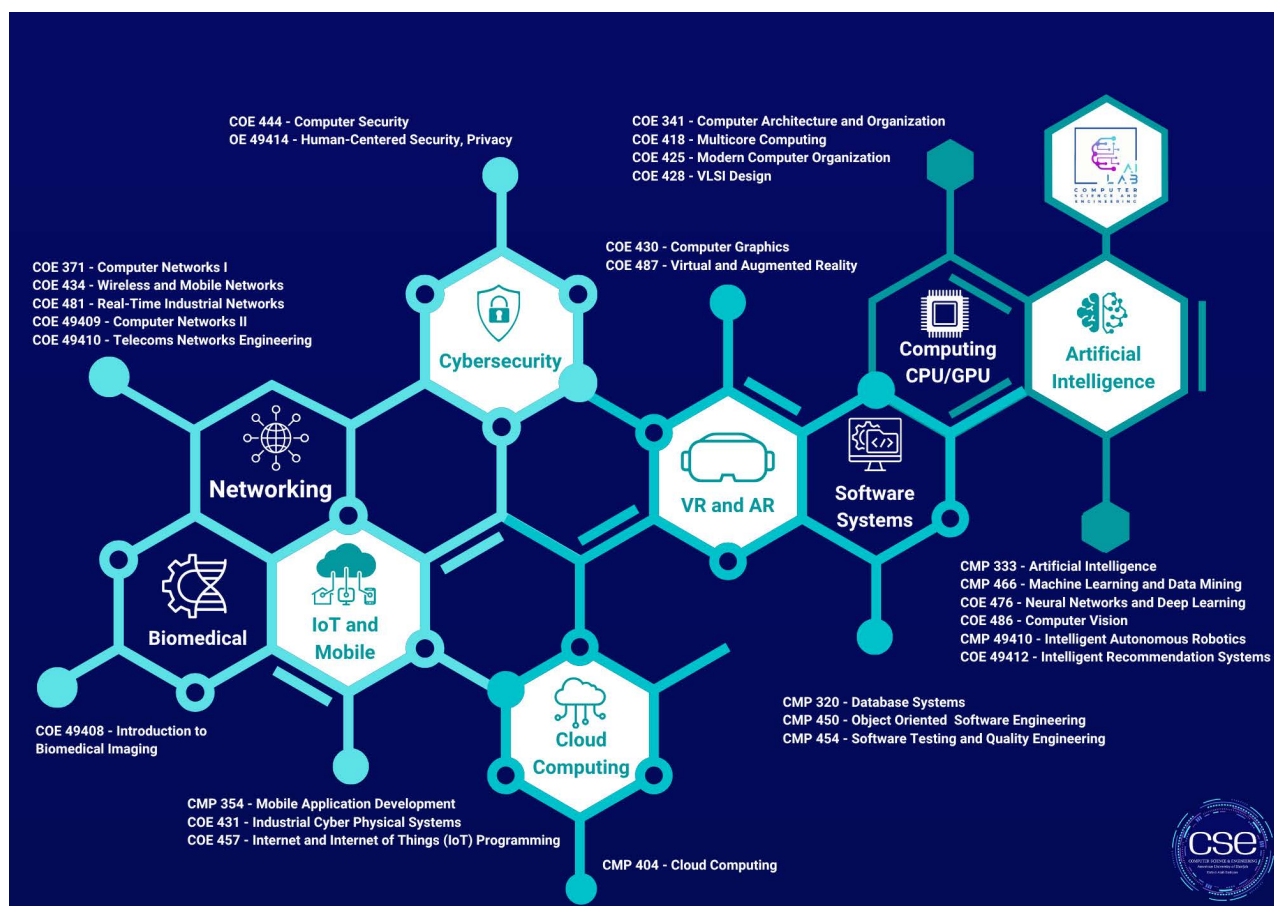 COE 444 - Computer Security
OE 49414 - Human-Centered Security, Privacy
COE 341 - Computer Architecture and Organization
COE 418 - Multicore Computing
COE 425 - Modern Computer Organization
COE 428 - VLSI Design
AI
LAB
COMPUTER
SCIENCE AND
ENGINEERING
COE 430 - Computer Graphics
COE 487 - Virtual and Augmented Reality
COE 371 - Computer Networks I
COE 434 - Wireless and Mobile Networks
COE 481 - Real-Time Industrial Networks
COE 49409 - Computer Networks II
COE 49410 - Telecoms Networks Engineering
Cybersecurity
Computing
CPU/GPU
Artificial
Intelligence
Networking
VR and AR
Software
Systems
Biomedical
IoT and
Mobile
CMP 333 - Artificial Intelligence
CMP 466 - Machine Learning and Data Mining
COE 476 - Neural Networks and Deep Learning
COE 486 - Computer Vision
CMP 49410 - Intelligent Autonomous Robotics
COE 49412 - Intelligent Recommendation Systems
COE 49408 - Introduction to
Biomedical Imaging
Cloud
Computing
CMP 320 - Database Systems
CMP 450 - Object Oriented  Software Engineering
CMP 454 - Software Testing and Quality Engineering
CMP 354 - Mobile Application Development
COE 431 - Industrial Cyber Physical Systems
COE 457 - Internet and Internet of Things (IoT) Programming
CMP 404 - Cloud Computing
cse
COMPUTER SCIENCE & ENGINEERING
American University of Sharjah